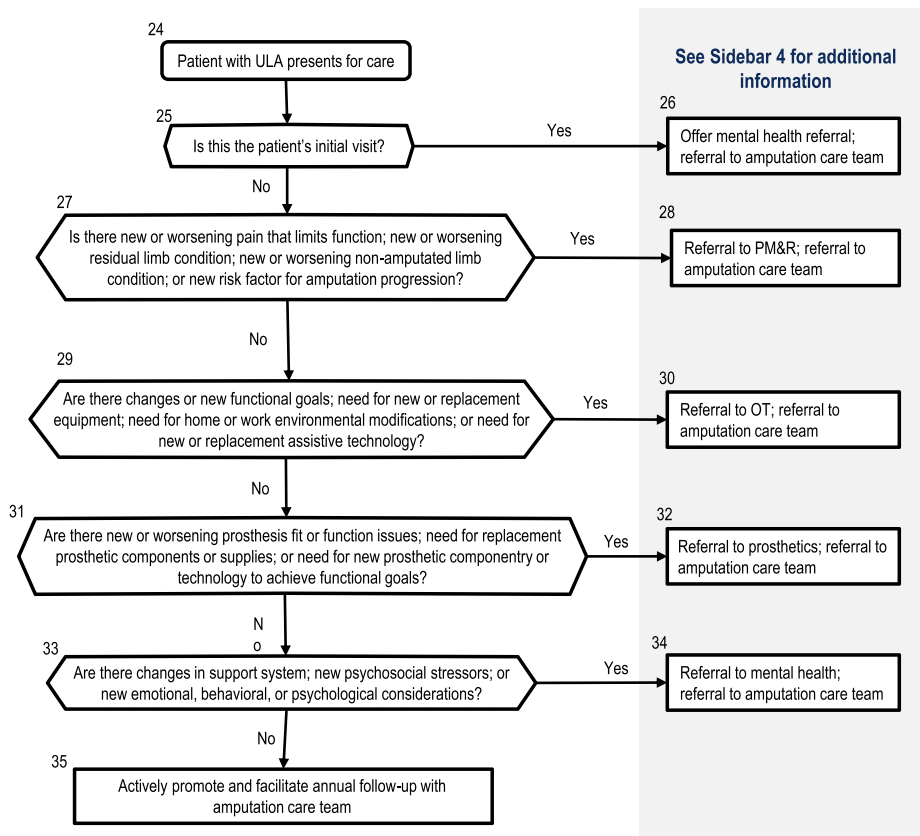 24
Patient with ULA presents for care
See Sidebar 4 for additional
information
25
Is this the patient's initial visit?
Yes
26
Offer mental health referral;
referral to amputation care team
No
27
Is there new or worsening pain that limits function; new or worsening
residual limb condition; new or worsening non-amputated limb
condition; or new risk factor for amputation progression?
Yes
28
Referral to PM&R; referral to
amputation care team
No
29
Are there changes or new functional goals; need for new or replacement
equipment; need for home or work environmental modifications; or need for
new or replacement assistive technology?
Yes
30
Referral to OT; referral to
amputation care team
No
31
Are there new or worsening prosthesis fit or function issues; need for replacement
prosthetic components or supplies; or need for new prosthetic componentry or
technology to achieve functional goals?
Yes
32
Referral to prosthetics; referral to
amputation care team
N
o
33
Are there changes in support system; new psychosocial stressors; or
new emotional, behavioral, or psychological considerations?
Yes
34
Referral to mental health;
referral to amputation care team
No
35
Actively promote and facilitate annual follow-up with
amputation care team